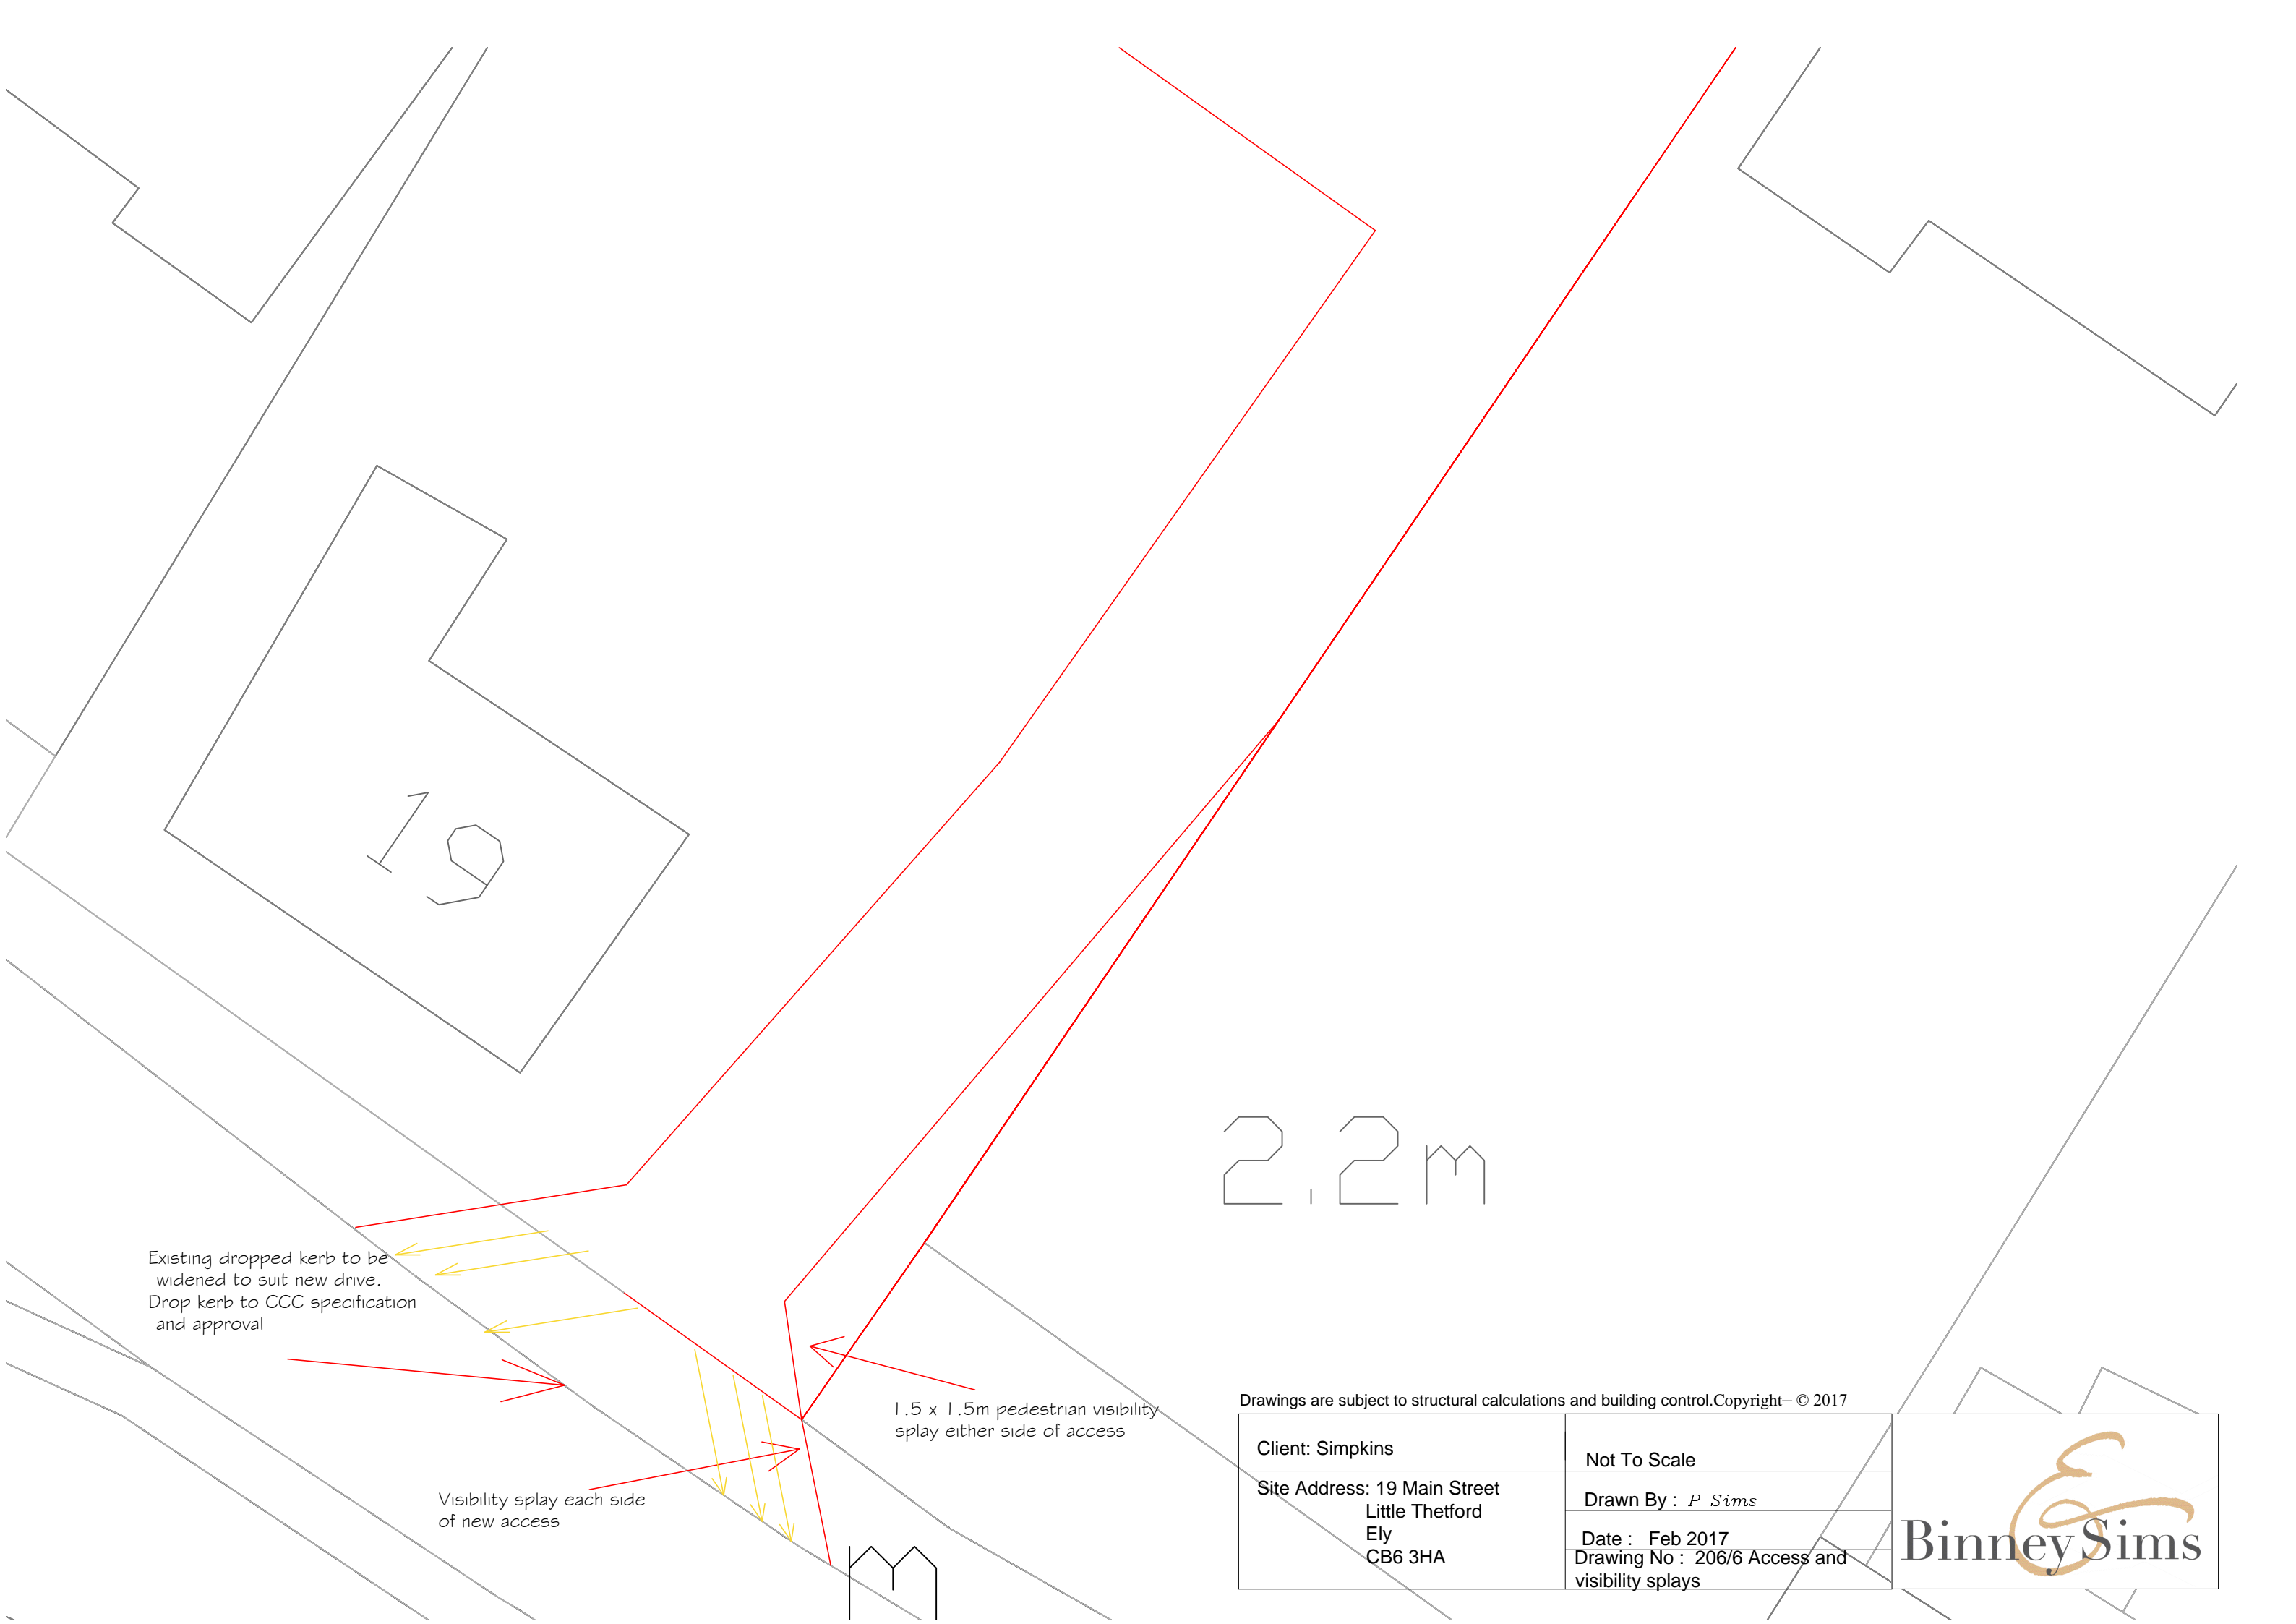 19
2.2m
Existing dropped kerb to be
widened to suit new drive.
Drop kerb to CCC specification
and approval
1.5 x 1.5m pedestrian visibility
splay either side of access
Visibility splay each side
of new access
m
Drawings are subject to structural calculations and building control.Copyright– © 2017
Client: Simpkins
Site Address: 19 Main Street
Little Thetford
Ely
CB6 3HA
Not To Scale
Drawn By : P Sims
Date : Feb 2017
Drawing No : 206/6 Access and
visibility splays
Binney & Sims